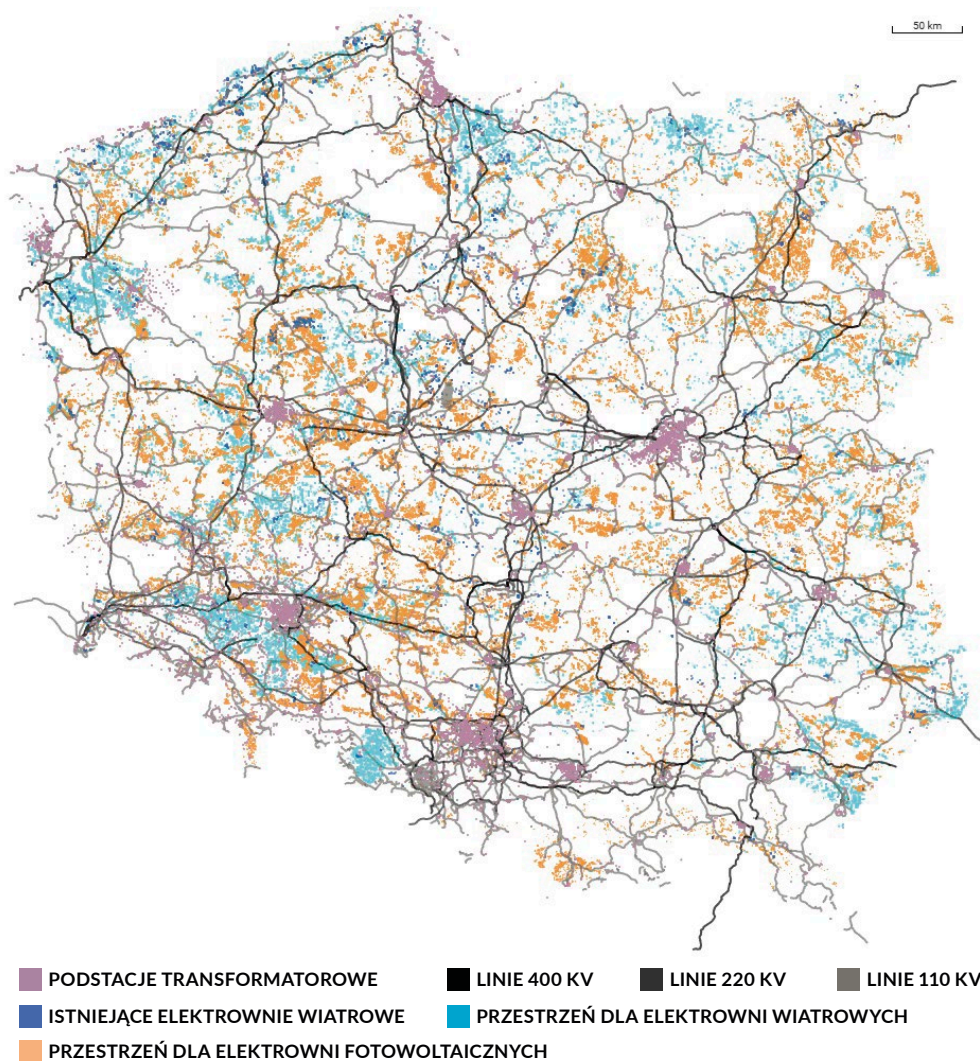 50 km
PODSTACJE TRANSFORMATOROWE LINIE 400 KV LINIE 220 KV LINIE 110 KV
ISTNIEJĄCE ELEKTROWNIE WIATROWE PRZESTRZEŃ DLA ELEKTROWNI WIATROWYCH
PRZESTRZEŃ DLA ELEKTROWNI FOTOWOLTAICZNYCH